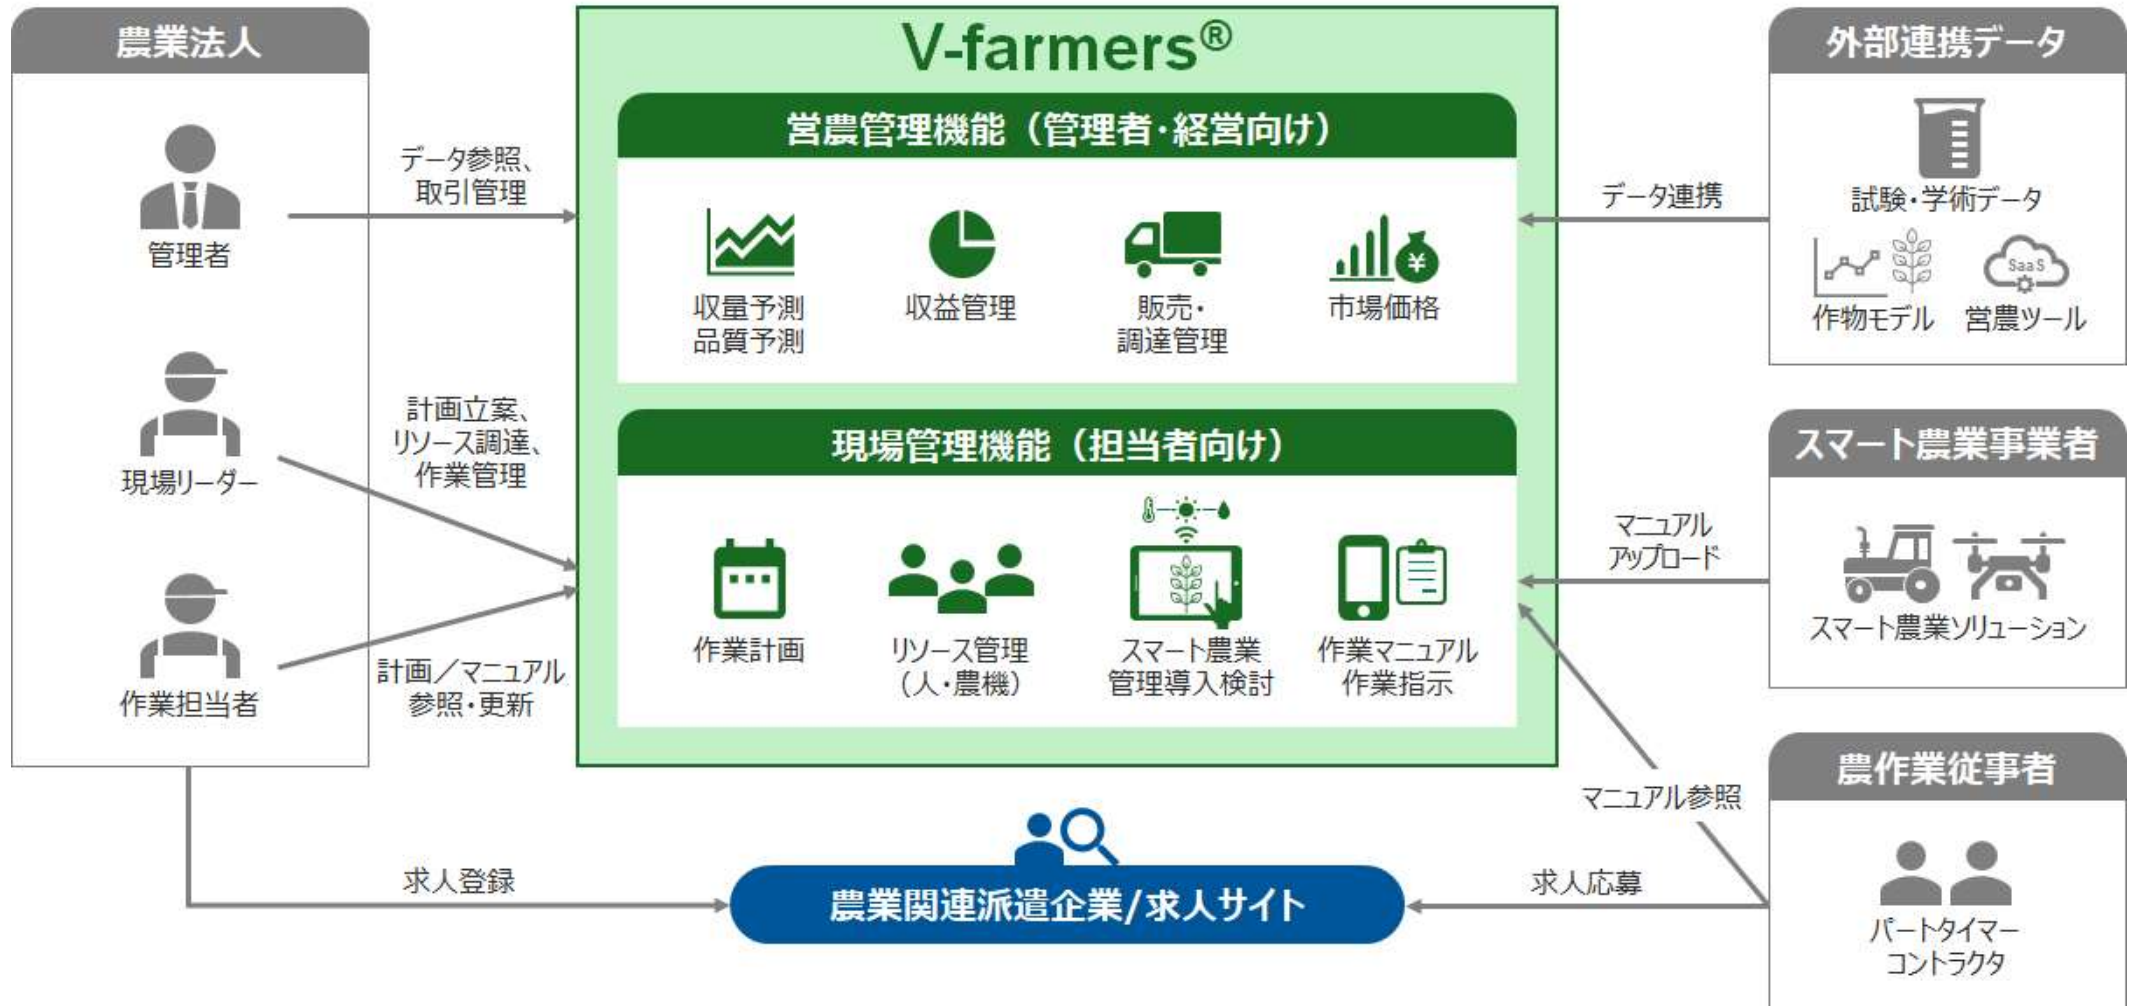 農業法人
管理者
現場リーダー
作業担当者
データ参照、
取引管理
計画立案、
リソース調達、
作業管理
計画／マニュアル
参照・更新
V-farmers®
営農管理機能（管理者・経営向け）
収量予測
品質予測
収益管理
販売・
調達管理
¥
市場価格
現場管理機能（担当者向け）
作業計画
リソース管理
（人・農機）
スマート農業
管理導入検討
作業マニュアル
作業指示
データ連携
マニュアル
アップロード
マニュアル参照
外部連携データ
試験・学術データ
作物モデル
SaaS
営農ツール
スマート農業事業者
スマート農業ソリューション
農作業従事者
パートタイマー
コントラクタ
求人登録
農業関連派遣企業/求人サイト
求人応募